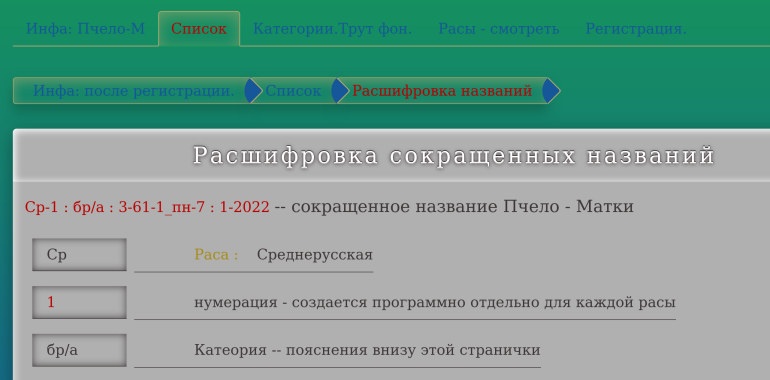 Инфа: Пчело-М Список Категории.Трут фон. Расы - смотреть Регистрация.
Инфа: после регистрации. Список Расшифровка названий
Расшифровка сокращенных названий
Ср-1 : бр/а : 3-61-1_пн-7 : 1-2022 -- сокращенное название Пчело - Матки
Ср Раса : Среднерусская
1 нумерация - создается программно отдельно для каждой расы
бр/а Катеория -- пояснения внизу этой странички